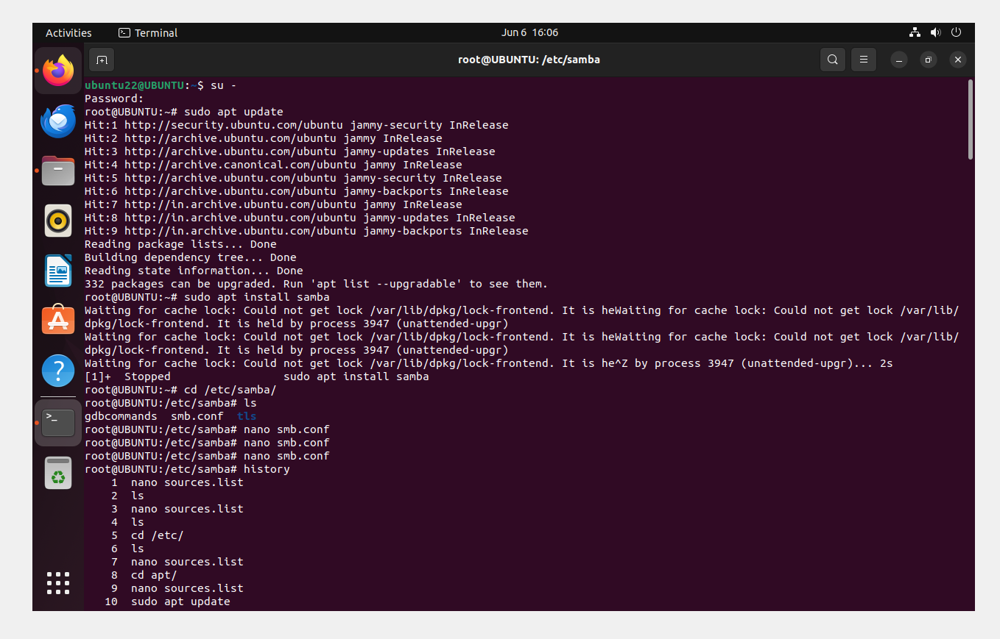 Activities
Terminal
Jun 6 16:06
root@UBUNTU: /etc/samba
ubuntu22@UBUNTU:~$ su -
Password:
root@UBUNTU:~# sudo apt update
Hit:1 http://security.ubuntu.com/ubuntu jammy-security InRelease
Hit:2 http://archive.ubuntu.com/ubuntu jammy InRelease
Hit:3 http://archive.ubuntu.com/ubuntu jammy-updates InRelease
Hit:4 http://archive.canonical.com/ubuntu jammy InRelease
Hit:5 http://archive.ubuntu.com/ubuntu jammy-security InRelease
Hit:6 http://archive.ubuntu.com/ubuntu jammy-backports InRelease
Hit:7 http://in.archive.ubuntu.com/ubuntu jammy InRelease
Hit:8 http://in.archive.ubuntu.com/ubuntu jammy-updates InRelease
Hit:9 http://in.archive.ubuntu.com/ubuntu jammy-backports InRelease
Reading package lists... Done
Building dependency tree... Done
Reading state information... Done
332 packages can be upgraded. Run 'apt list --upgradable' to see them.
root@UBUNTU:~# sudo apt install samba
Waiting for cache lock: Could not get lock /var/lib/dpkg/lock-frontend. It is heWaiting for cache lock: Could not get lock /var/lib/
dpkg/lock-frontend. It is held by process 3947 (unattended-upgr)
Waiting for cache lock: Could not get lock /var/lib/dpkg/lock-frontend. It is heWaiting for cache lock: Could not get lock /var/lib/
dpkg/lock-frontend. It is held by process 3947 (unattended-upgr)
Waiting for cache lock: Could not get lock /var/lib/dpkg/lock-frontend. It is he^Z by process 3947 (unattended-upgr)... 2s
[1]+  Stopped                 sudo apt install samba
root@UBUNTU:~# cd /etc/samba/
root@UBUNTU:/etc/samba# ls
gdbcommands  smb.conf  tls
root@UBUNTU:/etc/samba# nano smb.conf
root@UBUNTU:/etc/samba# nano smb.conf
root@UBUNTU:/etc/samba# nano smb.conf
root@UBUNTU:/etc/samba# history
    1  nano sources.list
    2  ls
    3  nano sources.list
    4  ls
    5  cd /etc/
    6  ls
    7  nano sources.list
    8  cd apt/
    9  nano sources.list
   10  sudo apt update